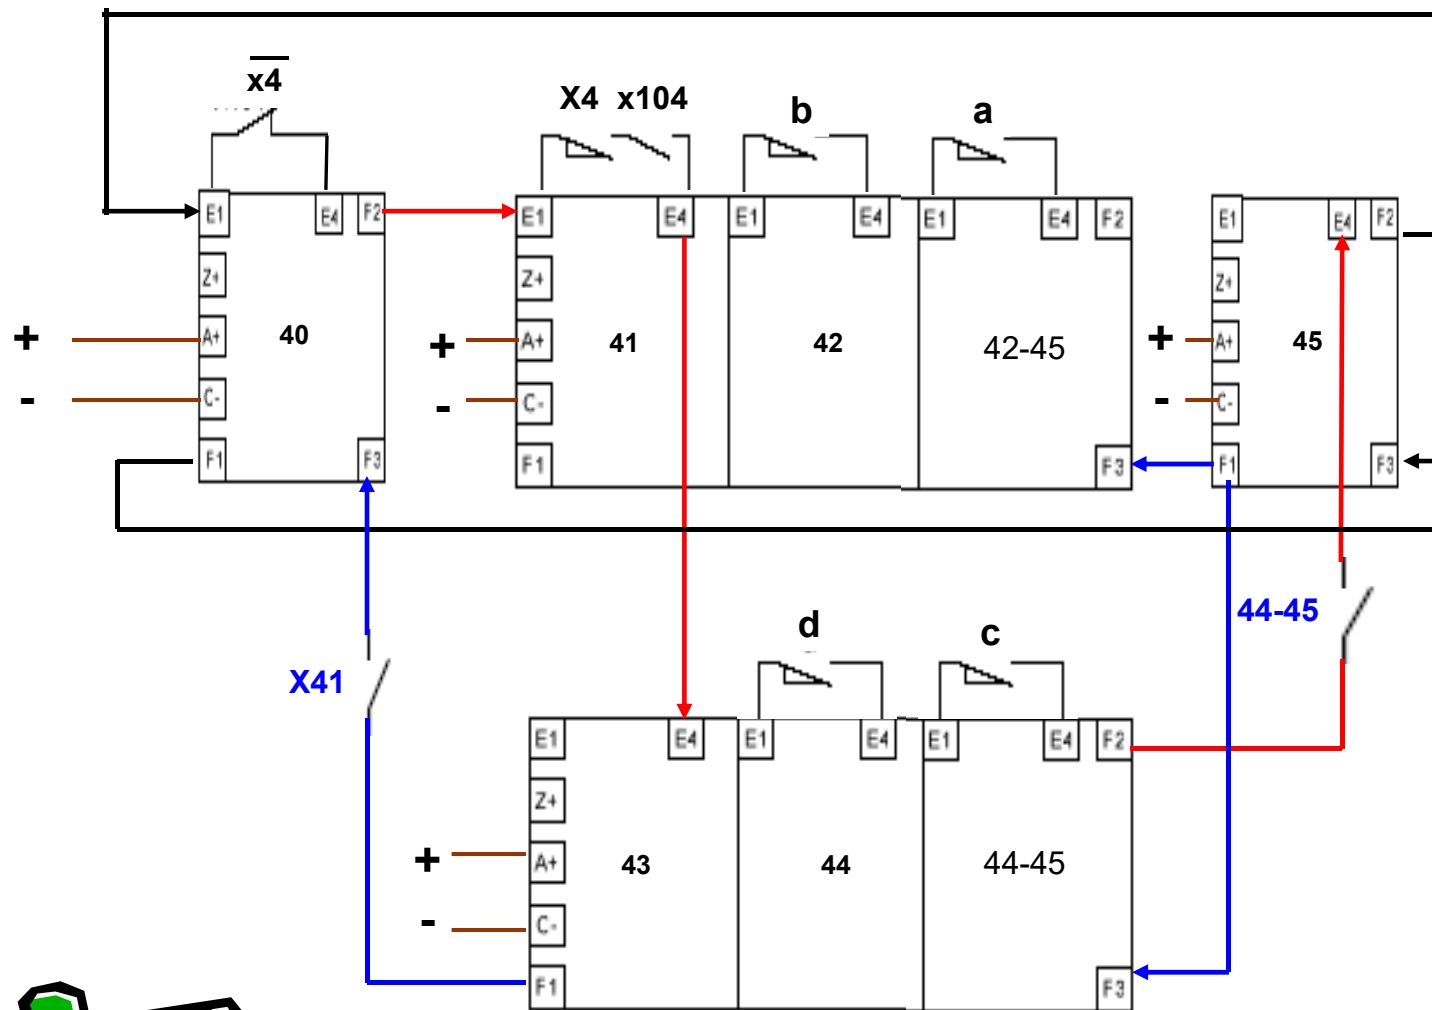 x̅4̅
X4 x104
b
a
E1 E4 F2
E1 E4 E1 E4 E1 E4 F2
E1 E4 F2
Z+
Z+
Z+
+ A+ 40
+ A+ 41 42 42-45
+ A+ 45
- C-
- C-
- C-
F1 F3
F1 F3
F1 F3
44-45
X41
d
c
E1 E4 E1 E4 E1 E4 F2
Z+
+ A+ 43 44 44-45
- C-
F1 F3